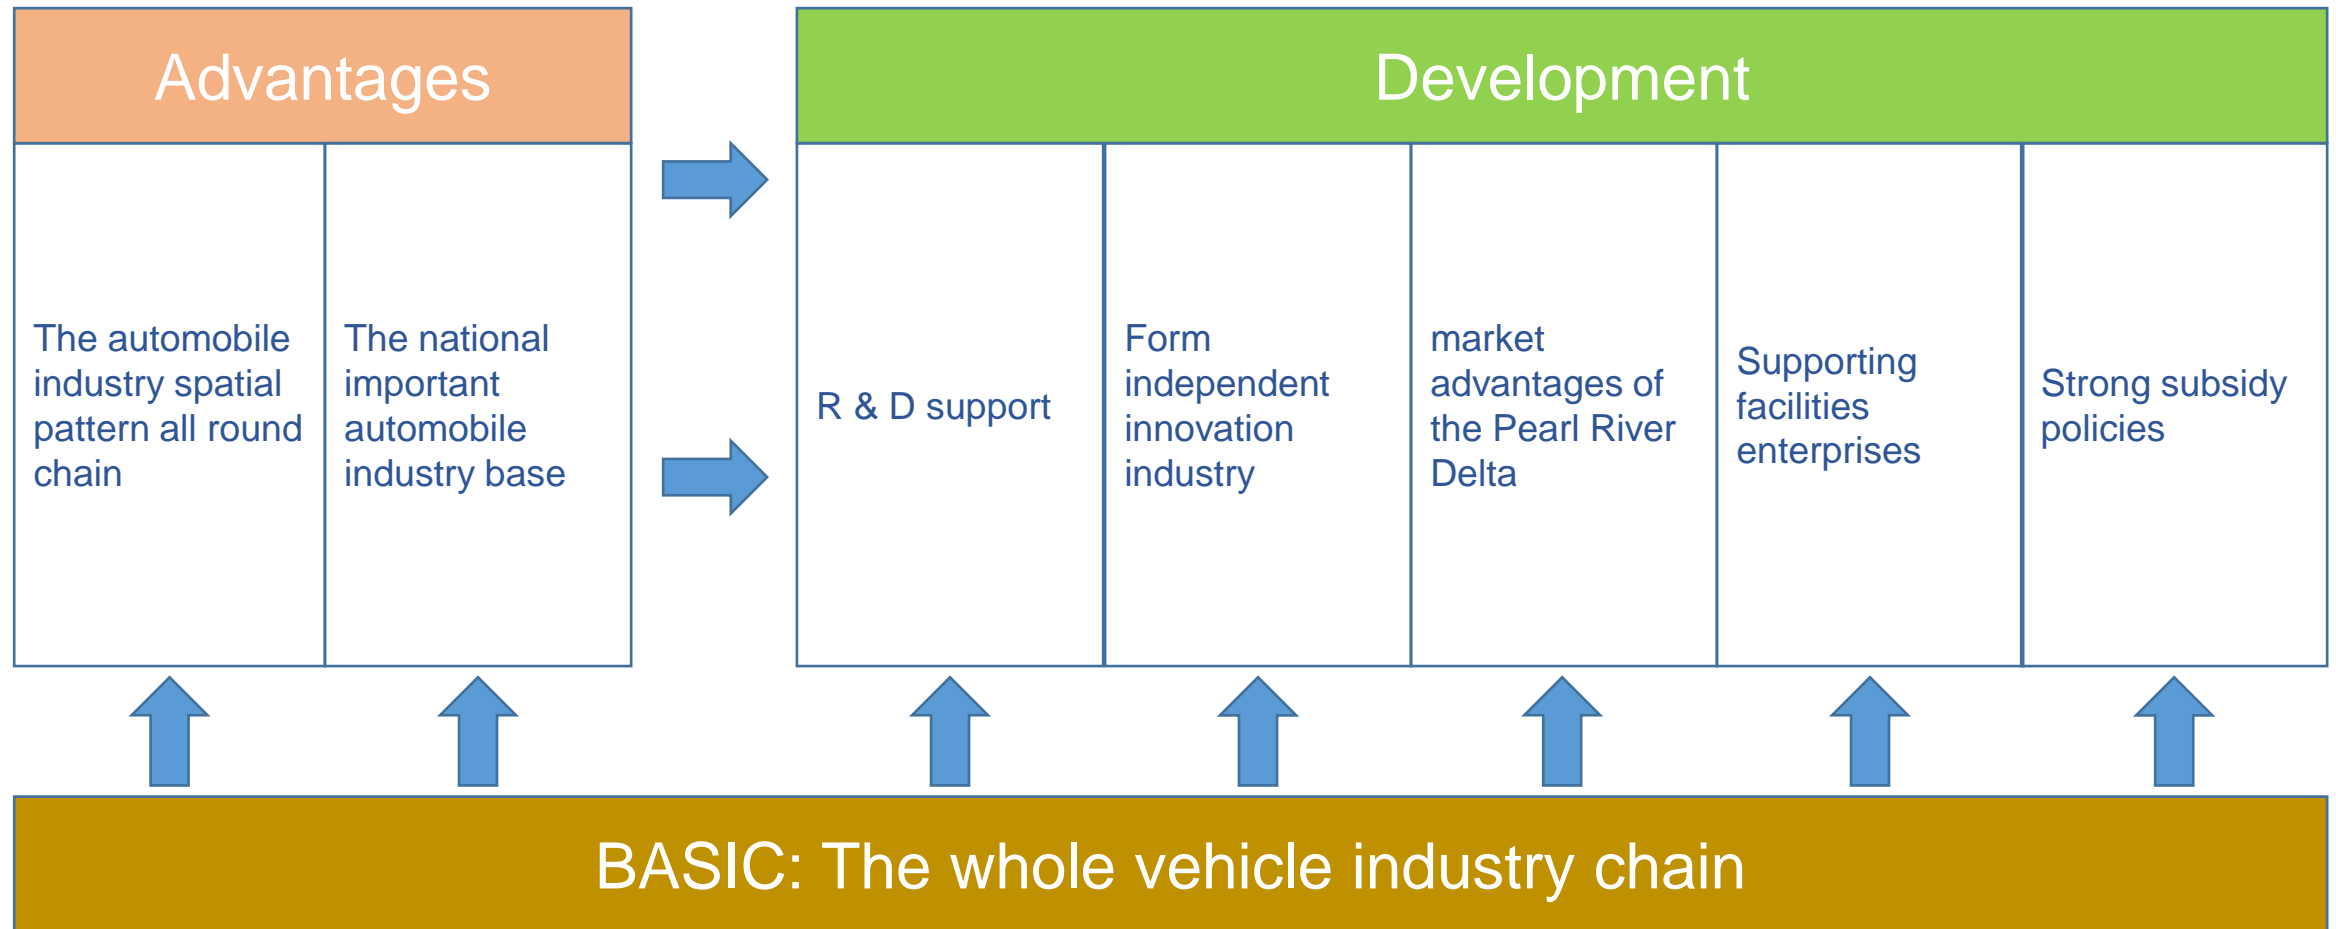 Advantages
Development
The automobile
industry spatial
pattern all round
chain
The national
important
automobile
industry base
R & D support
Form
independent
innovation
industry
market
advantages of
the Pearl River
Delta
Supporting
facilities
enterprises
Strong subsidy
policies
BASIC: The whole vehicle industry chain